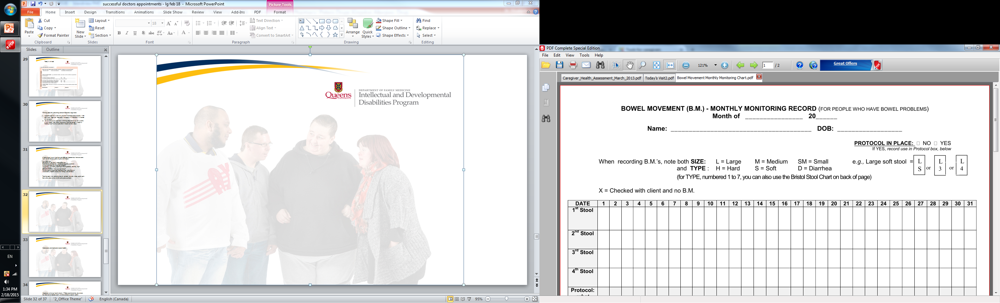 successful doctors appointments - lg feb 18 - Microsoft PowerPoint
Picture Tools
File Home Insert Design Transitions Animations Slide Show Review View Add-Ins PDF Format
Paste
Cut
Copy
Format Painter
Clipboard
New Slide
Layout
Reset
Section
Slides
18
Font
Text Direction
Align Text
Convert to SmartArt
Paragraph
Arrange
Quick Styles
Shape Fill
Shape Outline
Shape Effects
Drawing
Find
Replace
Select
Editing
Slides Outline
29
30
31
32
33
34
Queen's
UNIVERSITY
DEPARTMENT OF FAMILY MEDICINE
Intellectual and Developmental
Disabilities Program
EN
1:34 PM
2/18/2015
Slide 32 of 37 "2_Office Theme" English (Canada) 95%
PDF Complete Special Edition
File Edit View Tools Help
121% 1 / 2 Great Offers
Caregiver_Health_Assessment_March_2013.pdf Today's Visit2.pdf Bowel Movement Monthly Monitoring Chart.pdf
BOWEL MOVEMENT (B.M.) - MONTHLY MONITORING RECORD (FOR PEOPLE WHO HAVE BOWEL PROBLEMS)
Month of ________________ 20______
Name: _______________________________________ DOB: __________________
PROTOCOL IN PLACE: □ NO □ YES
If YES, record use in Protocol box, below
When recording B.M.'s, note both SIZE: L = Large M = Medium SM = Small e.g., Large soft stool = L S or L 3 or L 4
and TYPE : H = Hard S = Soft D = Diarrhea
(for TYPE, numbered 1 to 7, you can also use the Bristol Stool Chart on back of page)
X = Checked with client and no B.M.
DATE 1 2 3 4 5 6 7 8 9 10 11 12 13 14 15 16 17 18 19 20 21 22 23 24 25 26 27 28 29 30 31
1st Stool
2nd Stool
3rd Stool
4th Stool
Protocol: